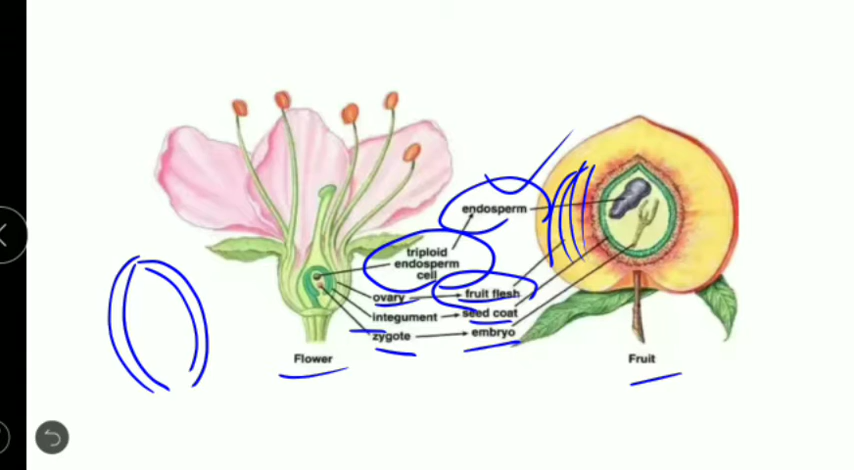 endosperm
triploid
endosperm
cell
ovary fruit flesh
integument seed coat
zygote embryo
Flower Fruit